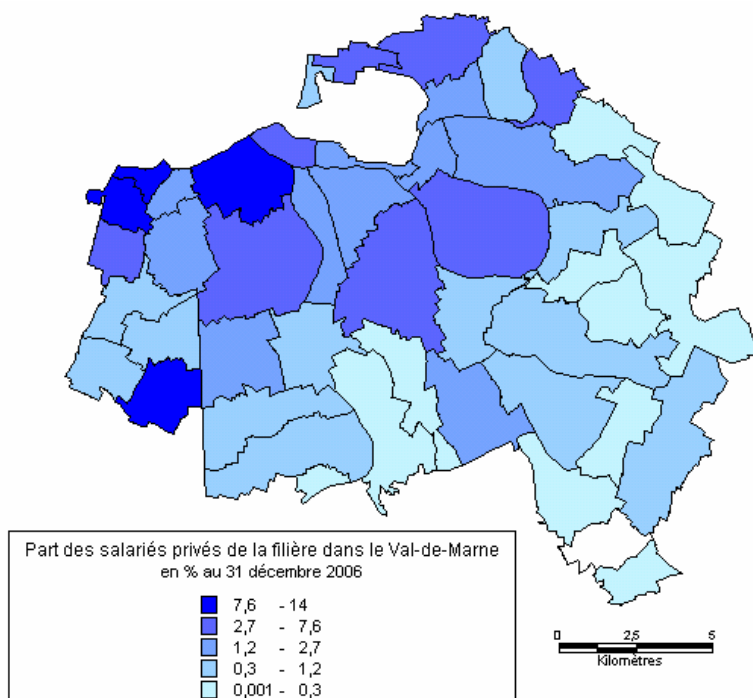 Part des salariés privés de la filière dans le Val-de-Marne
en % au 31 décembre 2006
7,6 - 14
2,7 - 7,6
1,2 - 2,7
0,3 - 1,2
0,001 - 0,3
0 2,5 5
Kilomètres